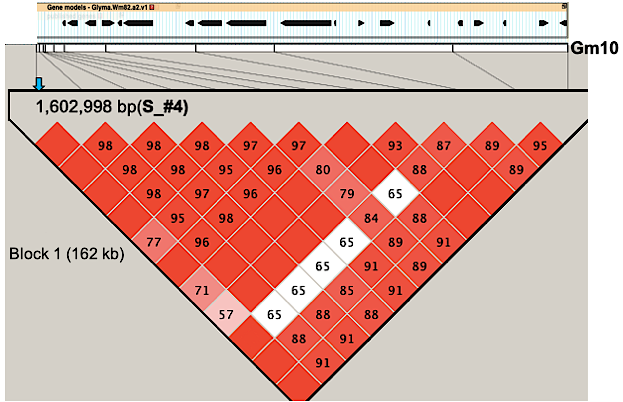 Gene models - Glyma.Wm82.a2.v1
Gm10
1,602,998 bp(S_#4)
98 98 98 97 97 93 87 89 95
98 98 95 96 80 88 89
98 97 96 79 65
95 98 84 88
77 96 65 89 91
Block 1 (162 kb)
65 91 89
71 65 85 91
57 65 88 88
88 91
91